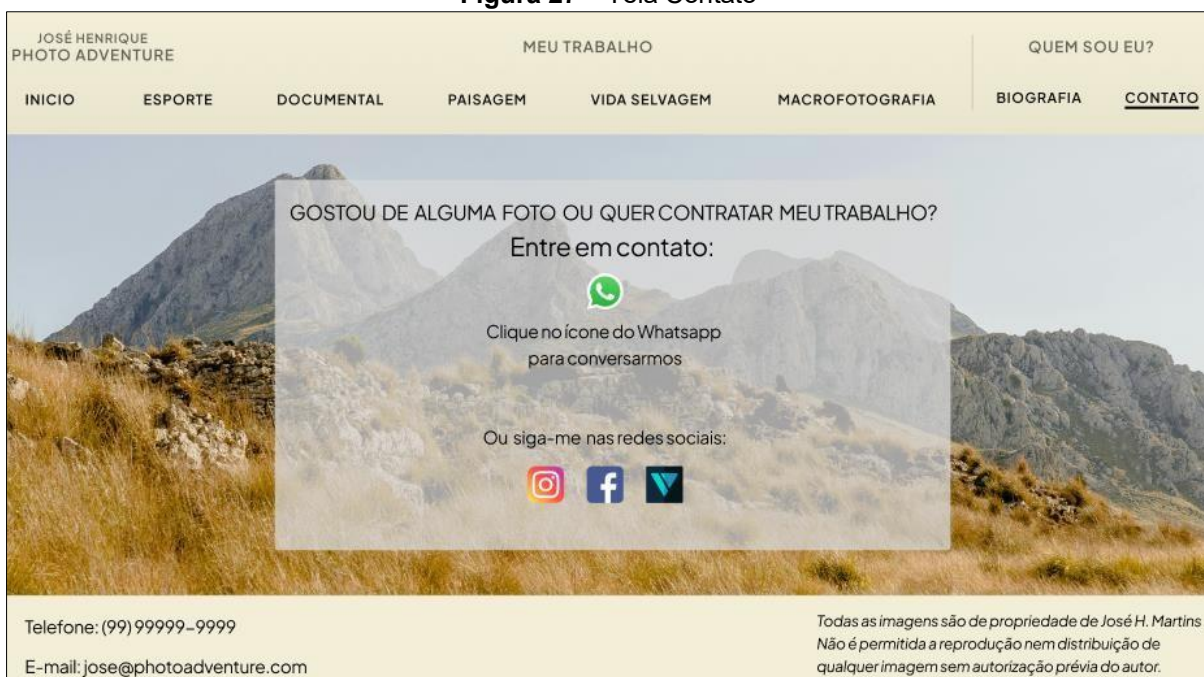 Figura 27 – Tela Contato
JOSÉ HENRIQUE
PHOTO ADVENTURE
MEU TRABALHO
QUEM SOU EU?
INICIO ESPORTE DOCUMENTAL PAISAGEM VIDA SELVAGEM MACROFOTOGRAFIA BIOGRAFIA CONTATO
GOSTOU DE ALGUMA FOTO OU QUER CONTRATAR MEU TRABALHO?
Entre em contato:
Clique no ícone do Whatsapp
para conversarmos
Ou siga-me nas redes sociais:
Telefone: (99) 99999-9999
E-mail: jose@photoadventure.com
Todas as imagens são de propriedade de José H. Martins
Não é permitida a reprodução nem distribuição de
qualquer imagem sem autorização prévia do autor.